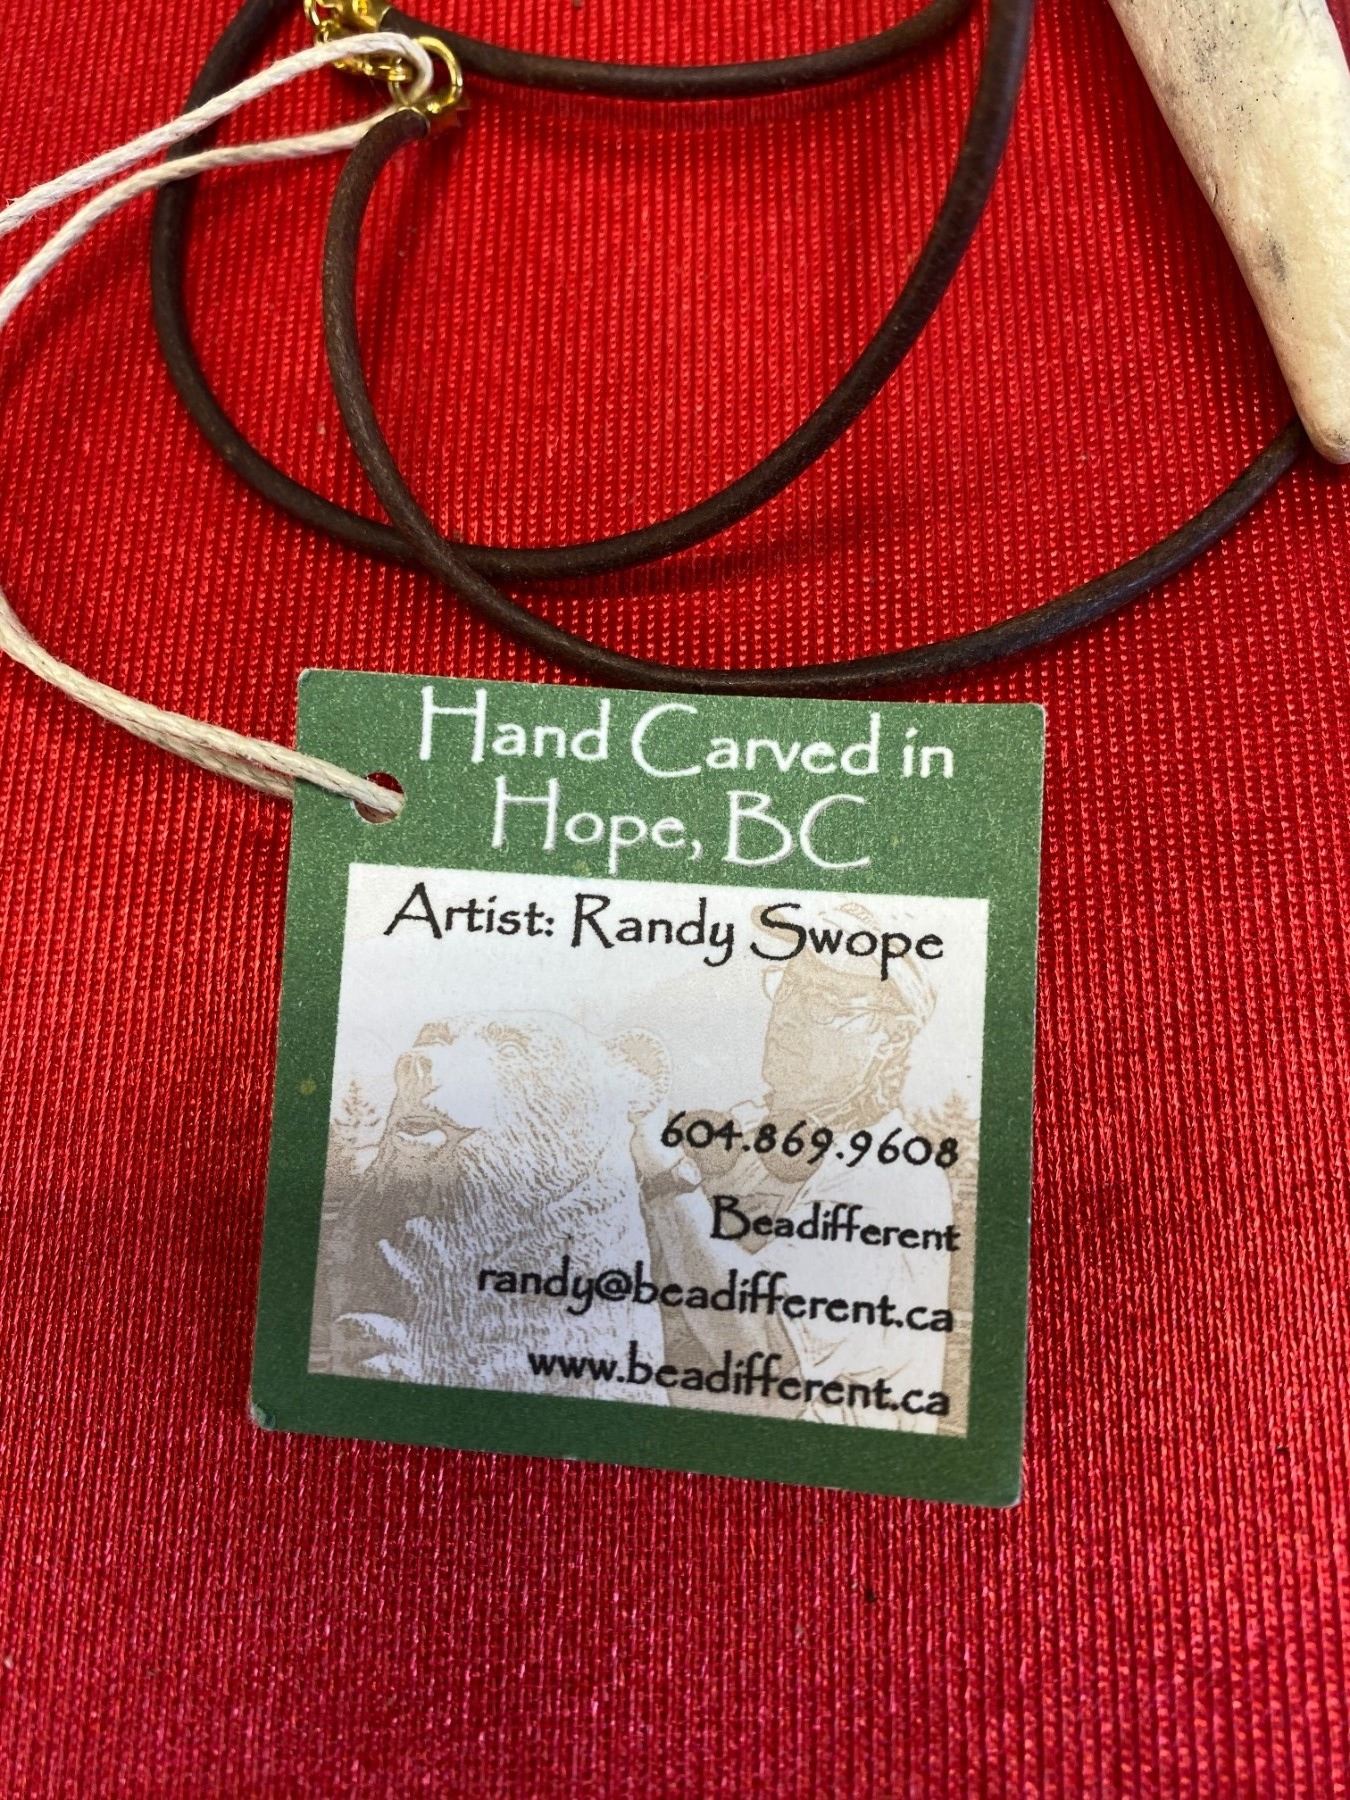 Hand Carved in
Hope, BC
Artist: Randy Swope
604.869.9608
Beadifferent
randy@beadifferent.ca
www.beadifferent.ca